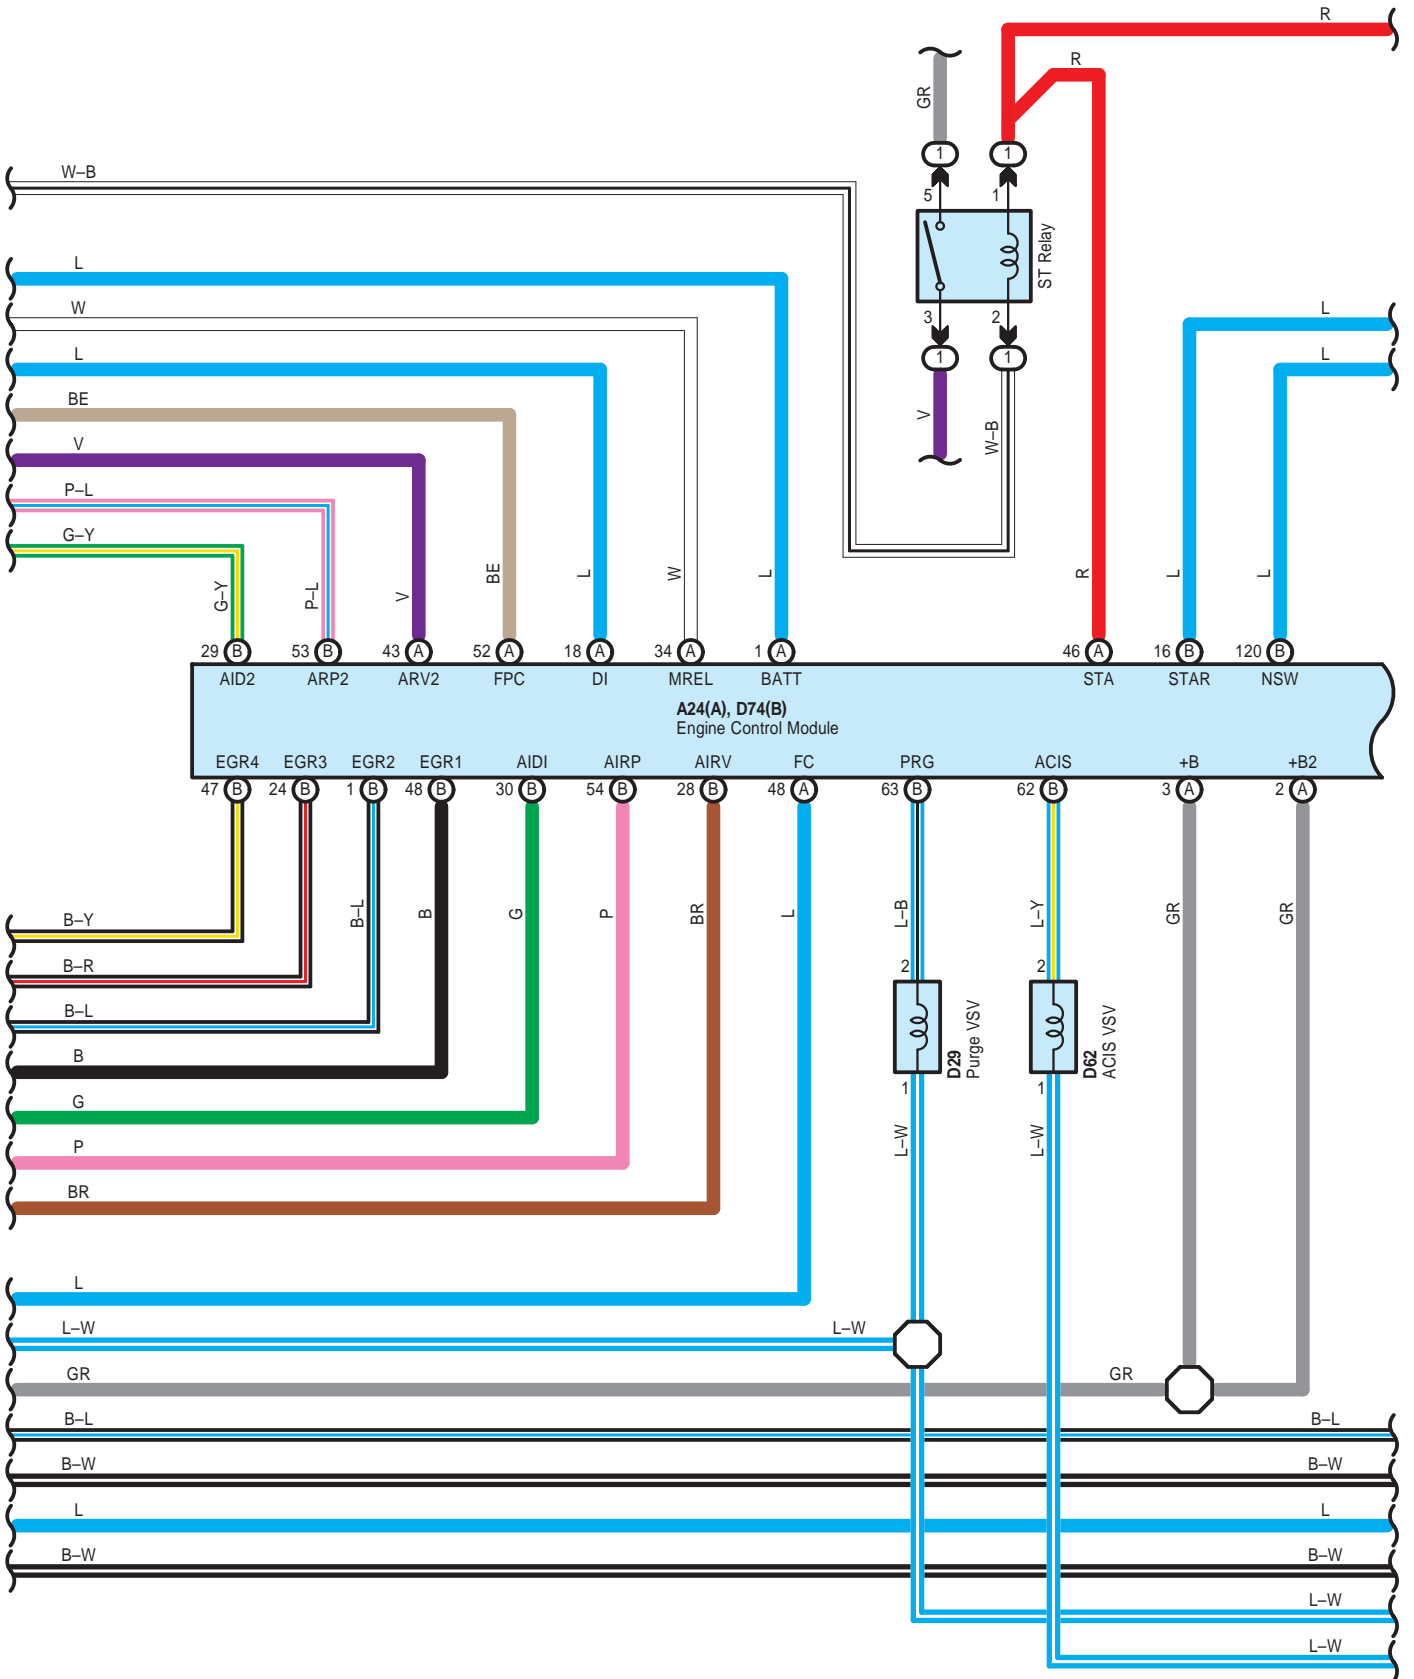 R
R
GR
1 1
W–B
5 1
ST Relay
L
3 2
W
L
1 1
L
L
BE
V
W–B
V
P–L
G–Y
G–Y P–L V BE L W L R L L
29 B 53 B 43 A 52 A 18 A 34 A 1 A 46 A 16 B 120 B
AID2 ARP2 ARV2 FPC DI MREL BATT STA STAR NSW
A24(A), D74(B)
Engine Control Module
EGR4 EGR3 EGR2 EGR1 AIDI AIRP AIRV FC PRG ACIS +B +B2
47 B 24 B 1 B 48 B 30 B 54 B 28 B 48 A 63 B 62 B 3 A 2 A
B–L B G P BR L L–B L–Y GR GR
B–Y
B–R
2 2
B–L
D29
Purge VSV
D62
ACIS VSV
B
1 1
G
L–W L–W
P
BR
L
L–W L–W
GR GR
B–L B–L
B–W B–W
L L
B–W B–W
L–W
L–W